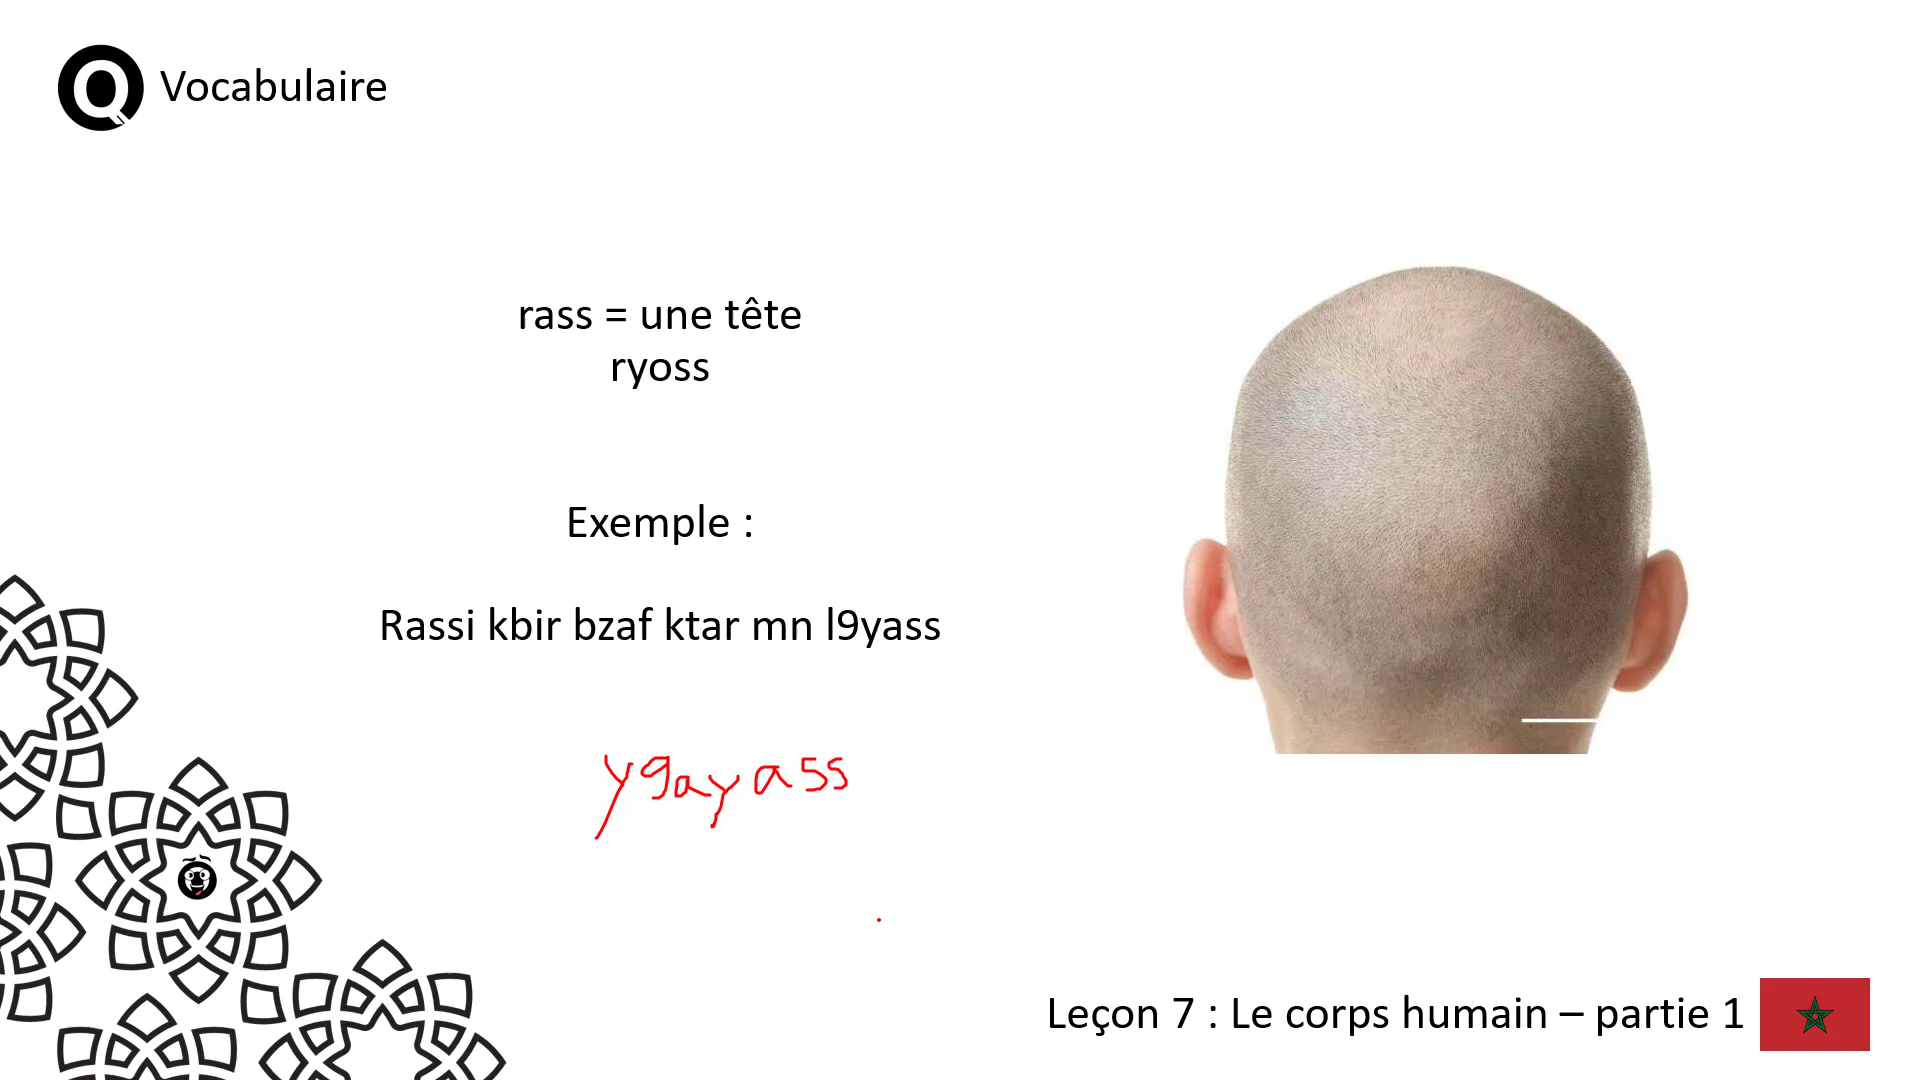 Vocabulaire
rass = une tête
ryoss
Exemple :
Rassi kbir bzaf ktar mn l9yass
y9ayass
Leçon 7 : Le corps humain – partie 1